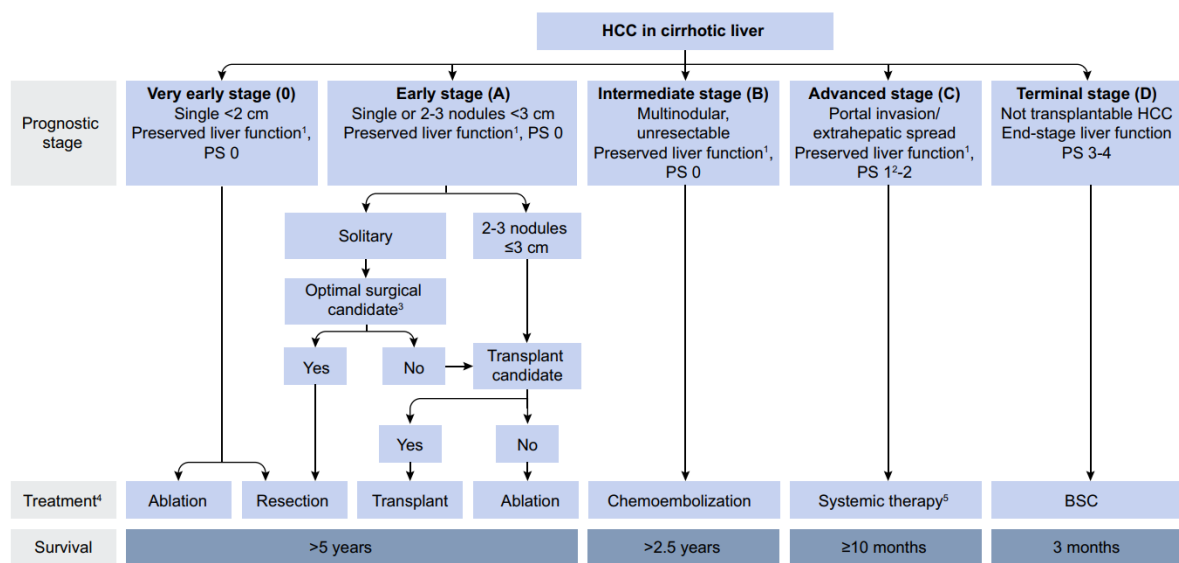 HCC in cirrhotic liver
Prognostic
stage
Very early stage (0)
Single <2 cm
Preserved liver function¹,
PS 0
Early stage (A)
Single or 2-3 nodules <3 cm
Preserved liver function¹, PS 0
Intermediate stage (B)
Multinodular,
unresectable
Preserved liver function¹,
PS 0
Advanced stage (C)
Portal invasion/
extrahepatic spread
Preserved liver function¹,
PS 1²-2
Terminal stage (D)
Not transplantable HCC
End-stage liver function
PS 3-4
Solitary
2-3 nodules
≤3 cm
Optimal surgical
candidate³
Yes
No
Transplant
candidate
Yes
No
Treatment⁴
Ablation
Resection
Transplant
Ablation
Chemoembolization
Systemic therapy⁵
BSC
Survival
>5 years
>2.5 years
≥10 months
3 months